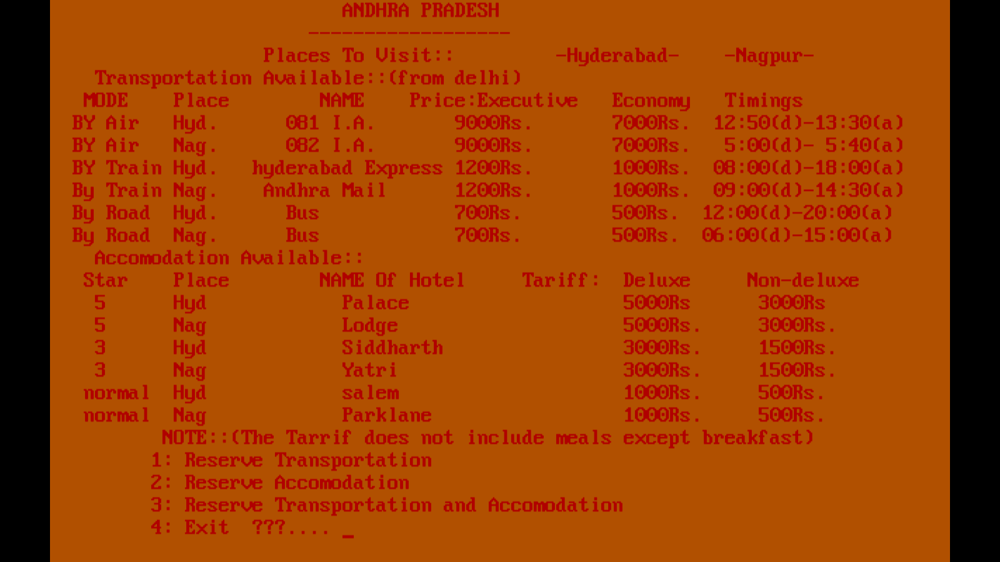 ANDHRA PRADESH
------------------
Places To Visit:: -Hyderabad- -Nagpur-
Transportation Available::(from delhi)
MODE Place NAME Price:Executive Economy Timings
BY Air Hyd. 081 I.A. 9000Rs. 7000Rs. 12:50(d)-13:30(a)
BY Air Nag. 082 I.A. 9000Rs. 7000Rs. 5:00(d)- 5:40(a)
BY Train Hyd. hyderabad Express 1200Rs. 1000Rs. 08:00(d)-18:00(a)
By Train Nag. Andhra Mail 1200Rs. 1000Rs. 09:00(d)-14:30(a)
By Road Hyd. Bus 700Rs. 500Rs. 12:00(d)-20:00(a)
By Road Nag. Bus 700Rs. 500Rs. 06:00(d)-15:00(a)
Accomodation Available::
Star Place NAME Of Hotel Tariff: Deluxe Non-deluxe
5 Hyd Palace 5000Rs 3000Rs
5 Nag Lodge 5000Rs. 3000Rs.
3 Hyd Siddharth 3000Rs. 1500Rs.
3 Nag Yatri 3000Rs. 1500Rs.
normal Hyd salem 1000Rs. 500Rs.
normal Nag Parklane 1000Rs. 500Rs.
NOTE::(The Tarrif does not include meals except breakfast)
1: Reserve Transportation
2: Reserve Accomodation
3: Reserve Transportation and Accomodation
4: Exit ???.... _